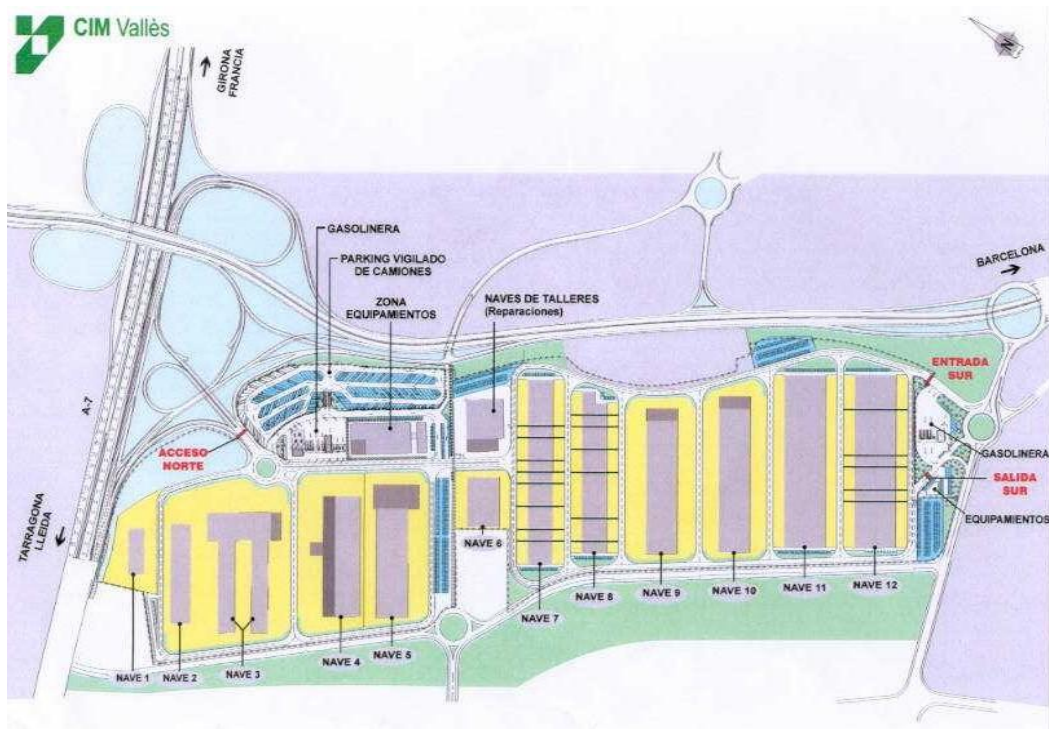 CIM Vallès
GIRONA
FRANCIA
N
GASOLINERA
PARKING VIGILADO
DE CAMIONES
ZONA
EQUIPAMIENTOS
NAVES DE TALLERES
(Reparaciones)
BARCELONA
A-7
ENTRADA
SUR
ACCESO
NORTE
GASOLINERA
SALIDA
SUR
EQUIPAMIENTOS
TARRAGONA
LLEIDA
NAVE 6
NAVE 7
NAVE 8
NAVE 9
NAVE 10
NAVE 11
NAVE 12
NAVE 1
NAVE 2
NAVE 3
NAVE 4
NAVE 5